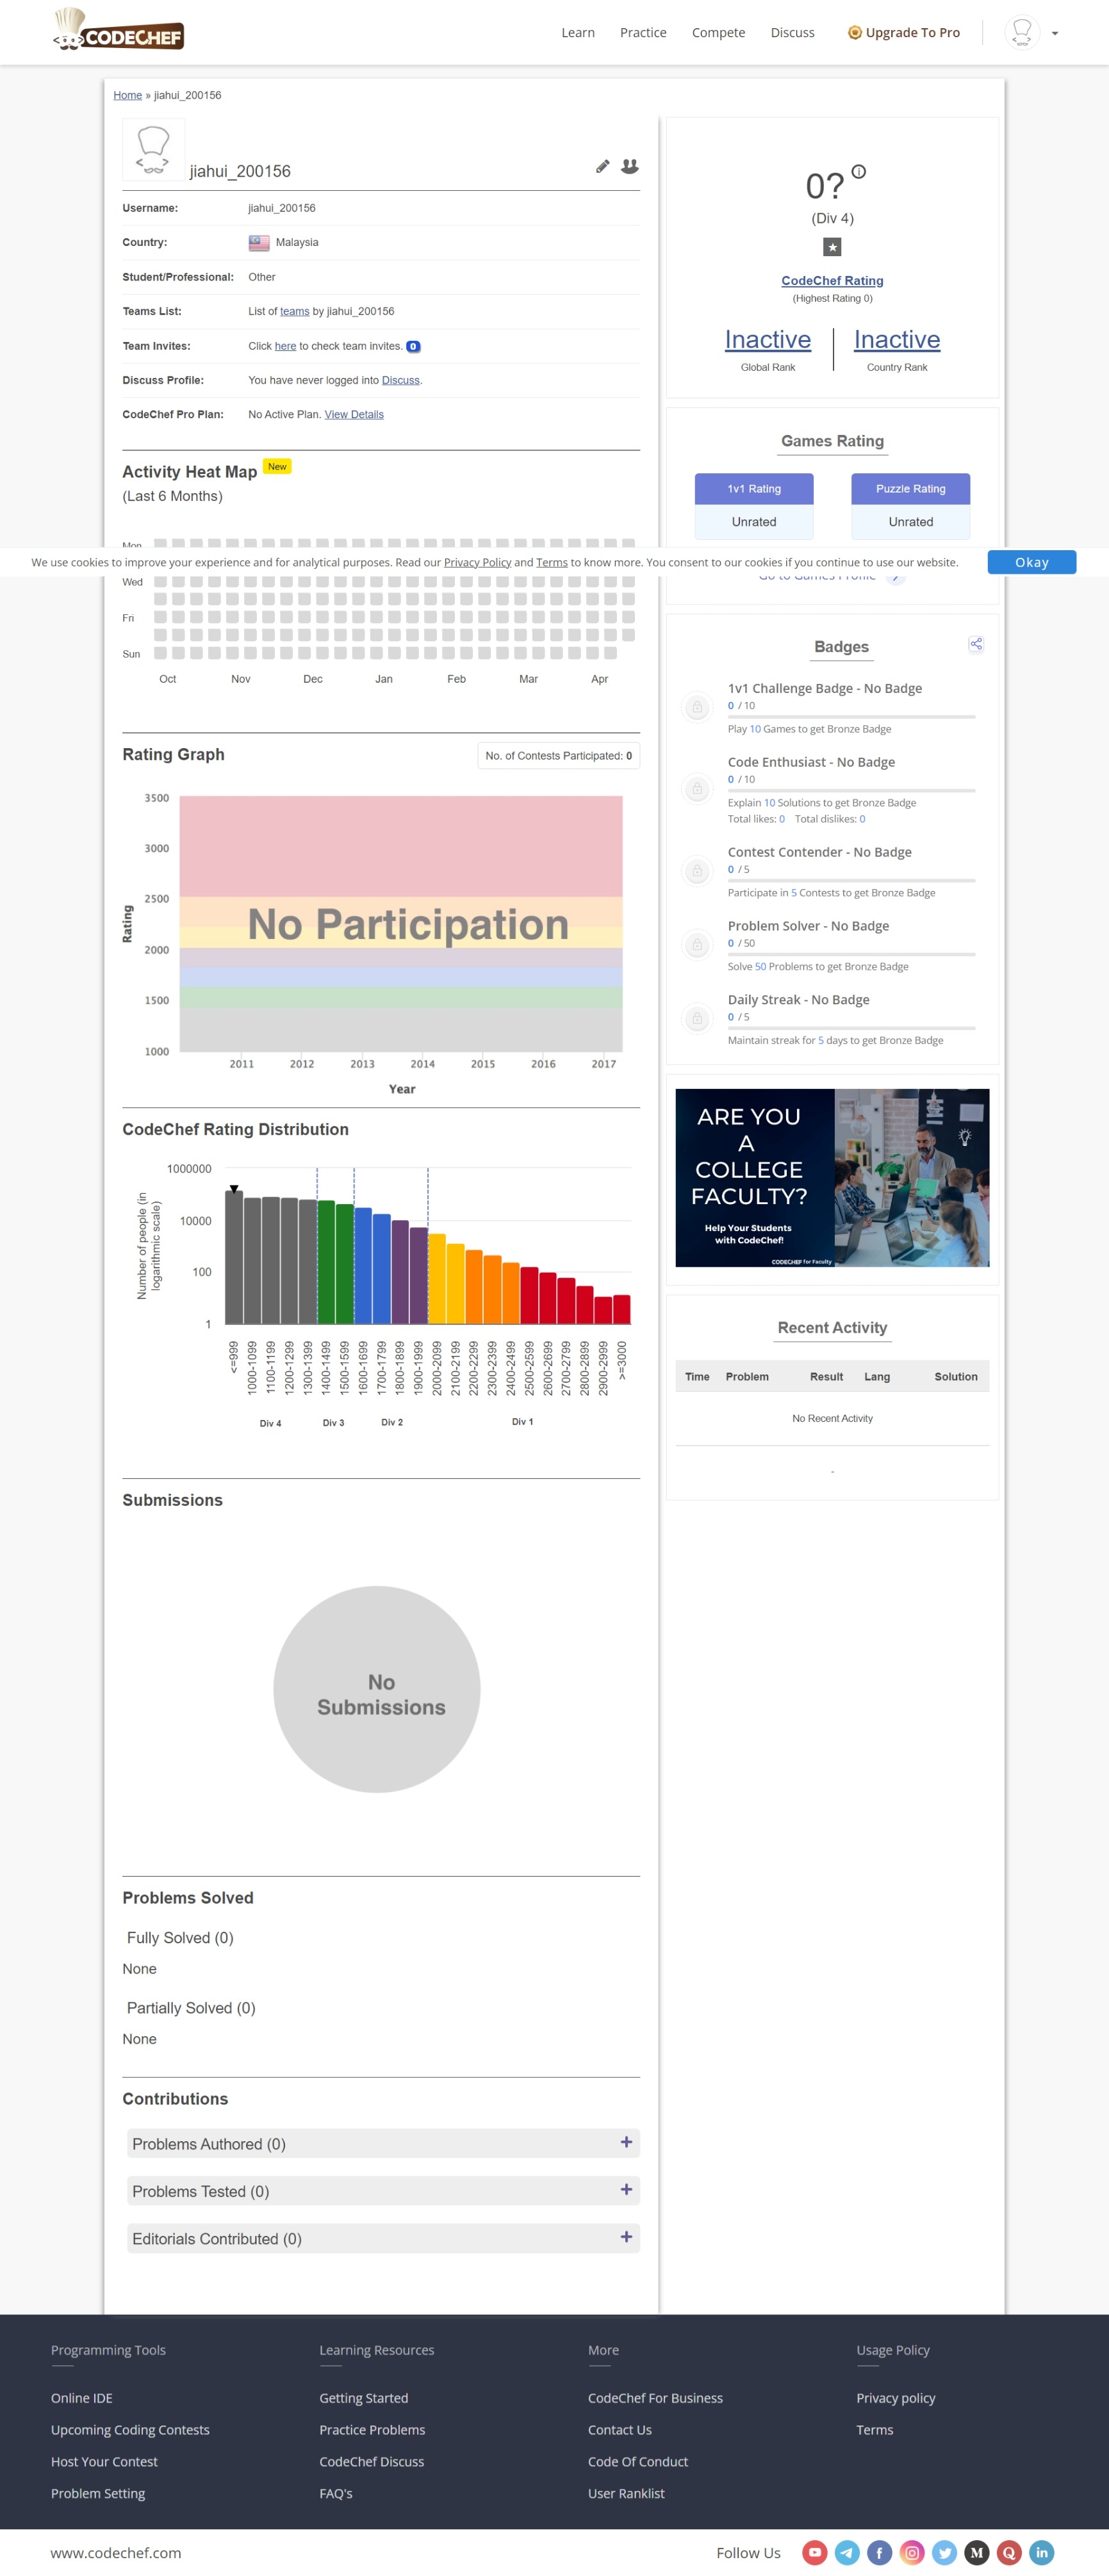 CODECHEF
Learn Practice Compete Discuss Upgrade To Pro
Home » jiahui_200156
jiahui_200156
Username: jiahui_200156
Country: Malaysia
Student/Professional: Other
Teams List: List of teams by jiahui_200156
Team Invites: Click here to check team invites. 0
Discuss Profile: You have never logged into Discuss.
CodeChef Pro Plan: No Active Plan. View Details
Activity Heat Map New
(Last 6 Months)
Mon
We use cookies to improve your experience and for analytical purposes. Read our Privacy Policy and Terms to know more. You consent to our cookies if you continue to use our website. Okay
Wed
Fri
Sun
Oct Nov Dec Jan Feb Mar Apr
Rating Graph
No. of Contests Participated: 0
3500
3000
2500
2000
1500
1000
Rating
No Participation
2011 2012 2013 2014 2015 2016 2017
Year
CodeChef Rating Distribution
1000000
10000
100
1
Number of people (in
logarithmic scale)
<=999
1000-1099
1100-1199
1200-1299
1300-1399
1400-1499
1500-1599
1600-1699
1700-1799
1800-1899
1900-1999
2000-2099
2100-2199
2200-2299
2300-2399
2400-2499
2500-2599
2600-2699
2700-2799
2800-2899
2900-2999
>=3000
Div 4 Div 3 Div 2 Div 1
Submissions
No
Submissions
Problems Solved
Fully Solved (0)
None
Partially Solved (0)
None
Contributions
Problems Authored (0) +
Problems Tested (0) +
Editorials Contributed (0) +
0? i
(Div 4)
★
CodeChef Rating
(Highest Rating 0)
Inactive Inactive
Global Rank Country Rank
Games Rating
1v1 Rating Puzzle Rating
Unrated Unrated
Go to Games Profile
Badges
1v1 Challenge Badge - No Badge
0 / 10
Play 10 Games to get Bronze Badge
Code Enthusiast - No Badge
0 / 10
Explain 10 Solutions to get Bronze Badge
Total likes: 0 Total dislikes: 0
Contest Contender - No Badge
0 / 5
Participate in 5 Contests to get Bronze Badge
Problem Solver - No Badge
0 / 50
Solve 50 Problems to get Bronze Badge
Daily Streak - No Badge
0 / 5
Maintain streak for 5 days to get Bronze Badge
ARE YOU
A
COLLEGE
FACULTY?
Help Your Students
with CodeChef!
CODECHEF for Faculty
Recent Activity
Time Problem Result Lang Solution
No Recent Activity
-
Programming Tools
Online IDE
Upcoming Coding Contests
Host Your Contest
Problem Setting
Learning Resources
Getting Started
Practice Problems
CodeChef Discuss
FAQ's
More
CodeChef For Business
Contact Us
Code Of Conduct
User Ranklist
Usage Policy
Privacy policy
Terms
www.codechef.com
Follow Us